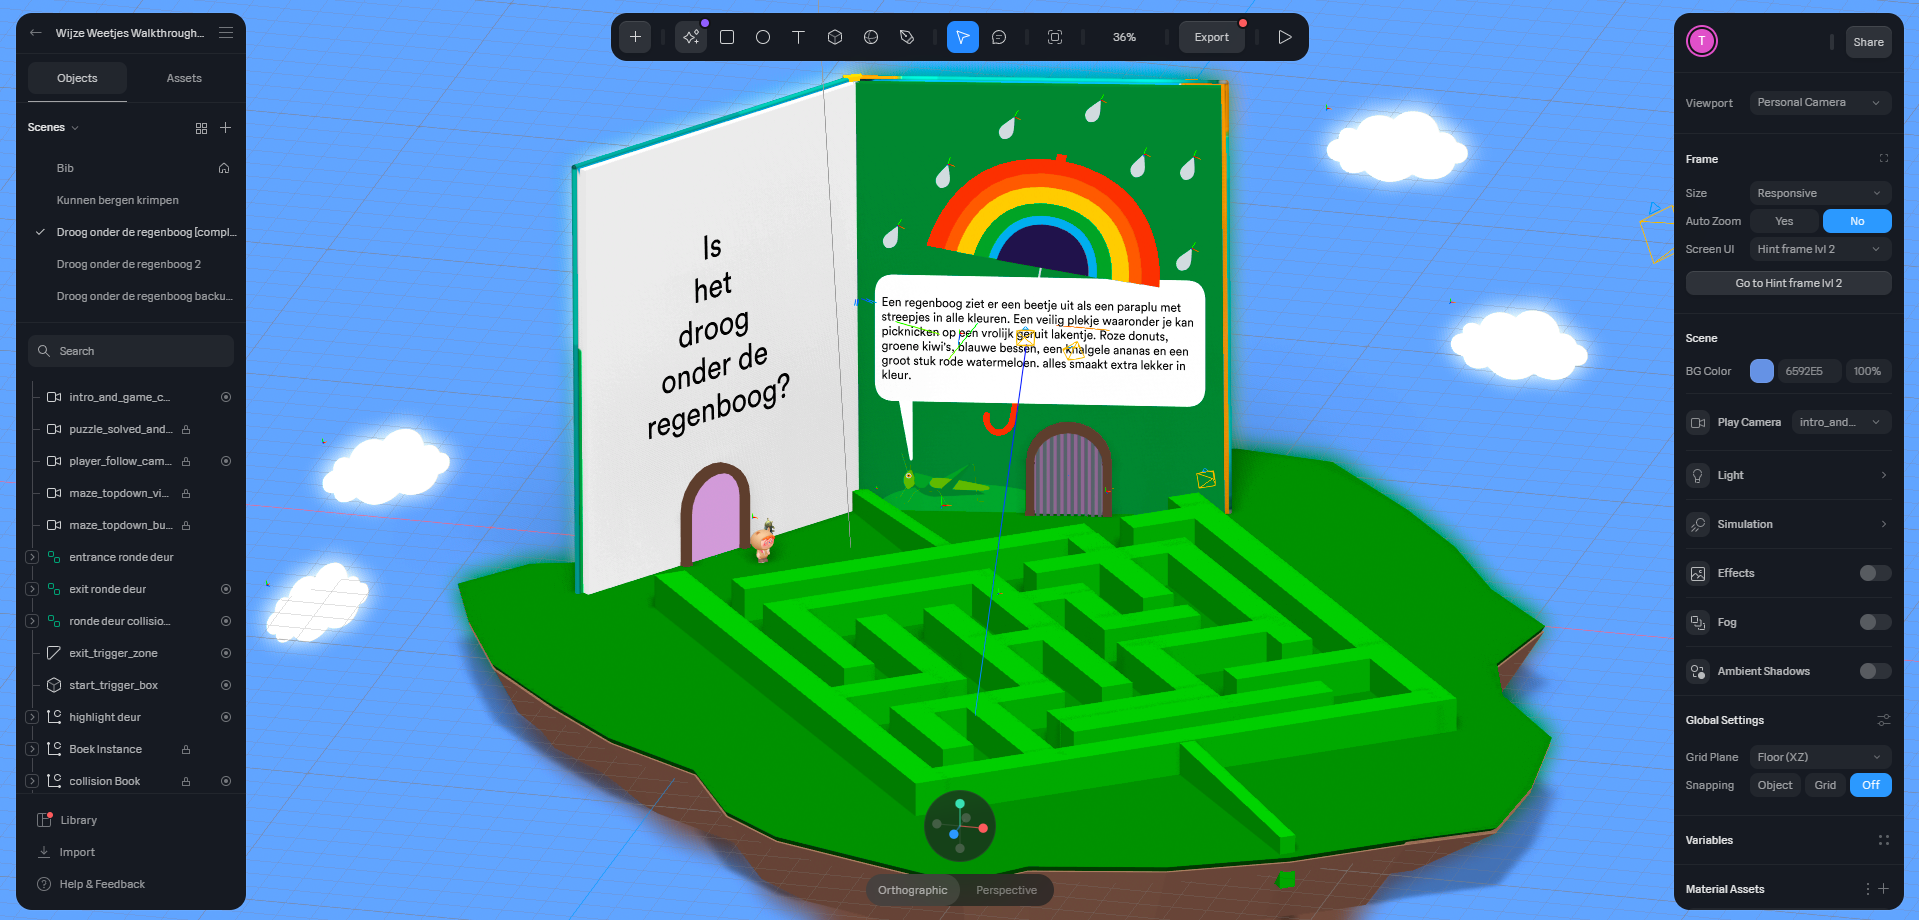 Wijze Weetjes Walkthrough...
Objects
Assets
Scenes
Bib
Kunnen bergen krimpen
Droog onder de regenboog [compl...
Droog onder de regenboog 2
Droog onder de regenboog backu...
Search
intro_and_game_c...
puzzle_solved_and...
player_follow_cam...
maze_topdown_vi...
maze_topdown_bu...
entrance ronde deur
exit ronde deur
ronde deur collisio...
exit_trigger_zone
start_trigger_box
highlight deur
Boek Instance
collision Book
Library
Import
Help & Feedback
36%
Export
Is
het
droog
onder de
regenboog?
Een regenboog ziet er een beetje uit als een paraplu met
streepjes in alle kleuren. Een veilig plekje waaronder je kan
picknicken op een vrolijk geruit lakentje. Roze donuts,
groene kiwi's, blauwe bessen, een knalgele ananas en een
groot stuk rode watermeloen. alles smaakt extra lekker in
kleur.
Orthographic
Perspective
T
Share
Viewport
Personal Camera
Frame
Size
Responsive
Auto Zoom
Yes
No
Screen UI
Hint frame lvl 2
Go to Hint frame lvl 2
Scene
BG Color
6592E5
100%
Play Camera
intro_and...
Light
Simulation
Effects
Fog
Ambient Shadows
Global Settings
Grid Plane
Floor (XZ)
Snapping
Object
Grid
Off
Variables
Material Assets